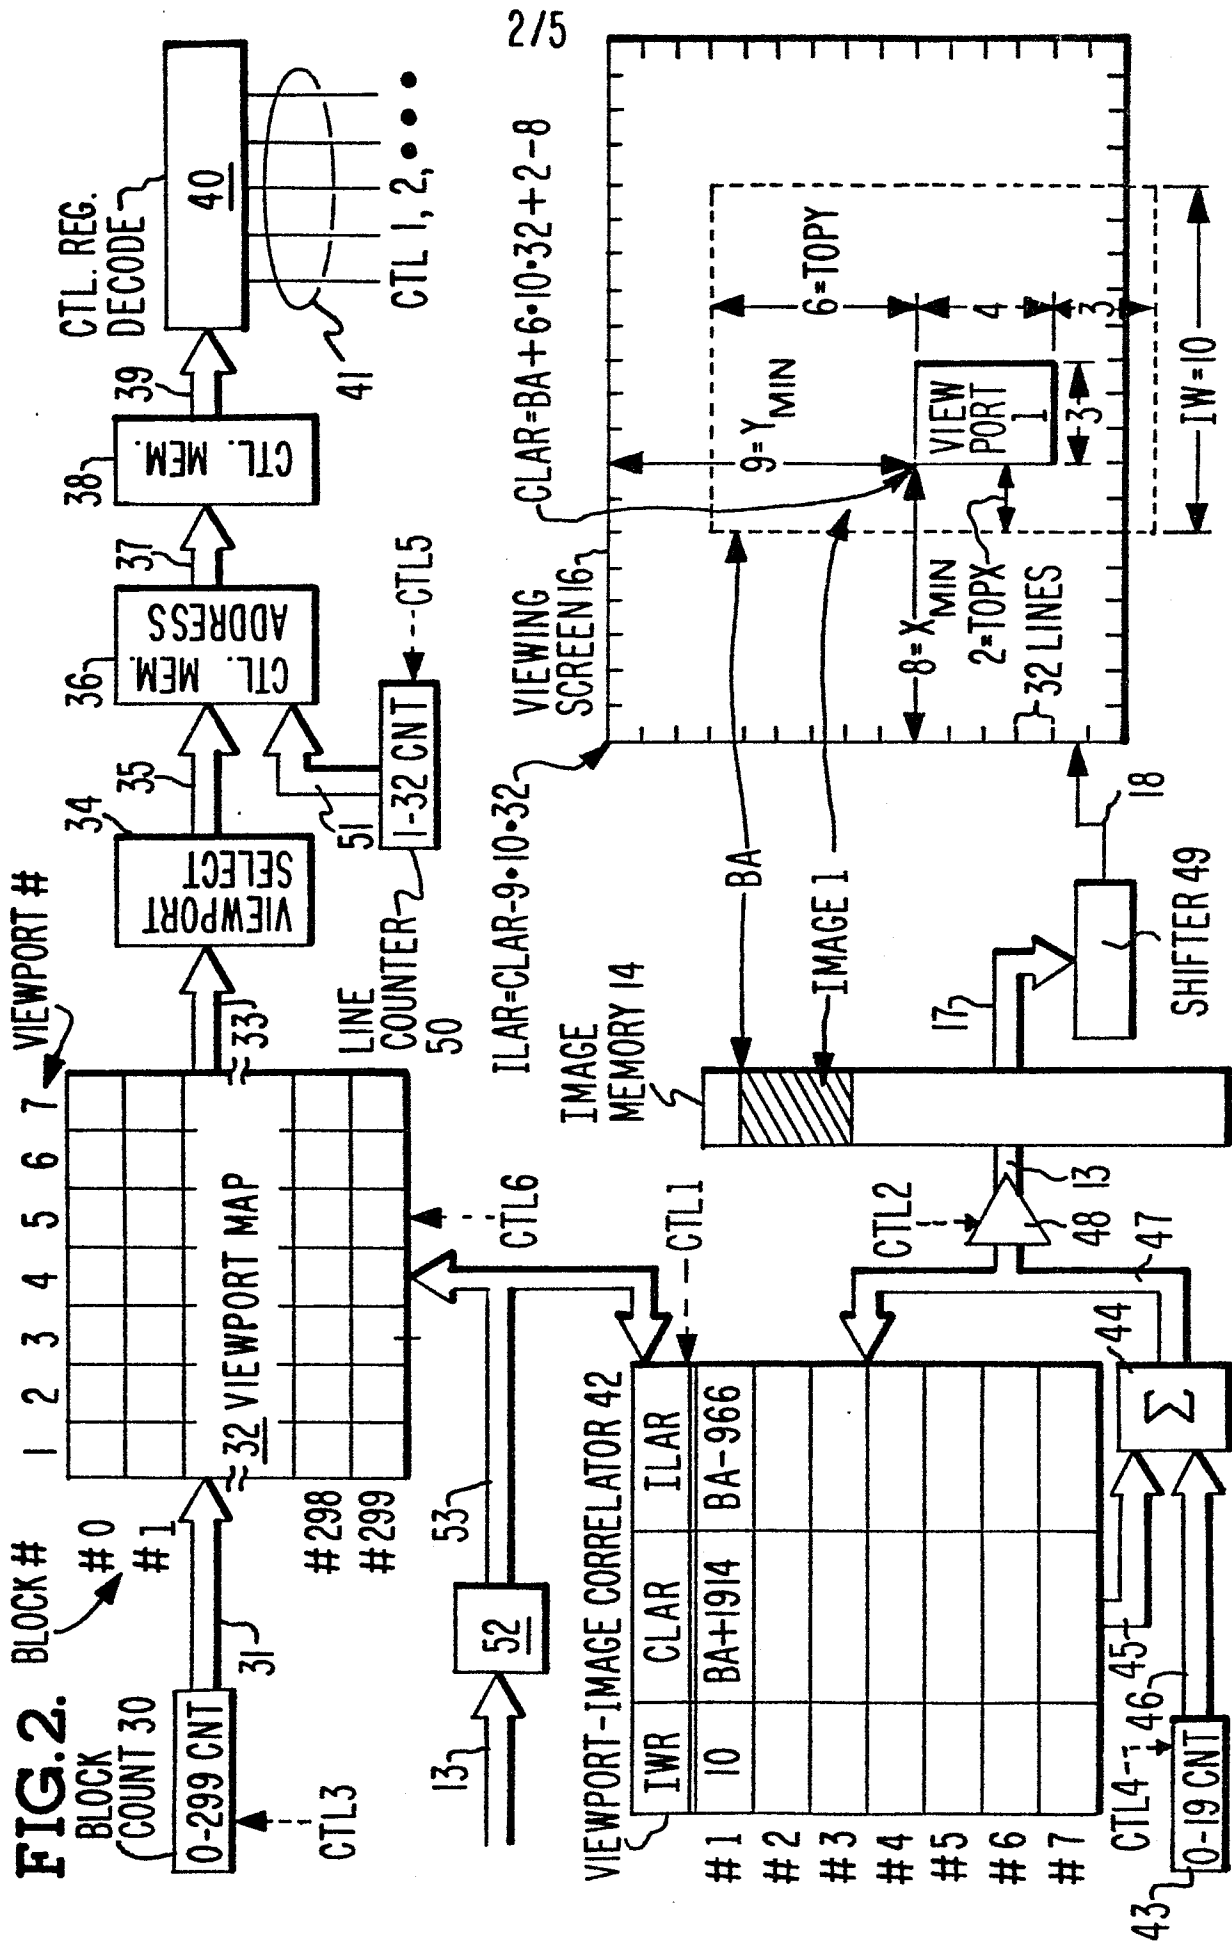 2/5
FIG.2.
BLOCK
COUNT 30
0-299 CNT
CTL3
31
BLOCK #
#0
#1
#298
#299
1 2 3 4 5 6 7
VIEWPORT #
32 VIEWPORT MAP
33
CTL6
34
VIEWPORT
SELECT
35
36
CTL.
MEM.
ADDRESS
37
38
CTL.
MEM.
39
CTL. REG.
DECODE
40
41
CTL 1, 2, •••
LINE
COUNTER
50
51
1-32 CNT
CTL5
13
52
53
VIEWPORT-IMAGE CORRELATOR 42
IWR CLAR ILAR
#1 10 BA+1914 BA-966
#2
#3
#4
#5
#6
#7
CTL1
CTL4
43
0-19 CNT
46
45
44
Σ
47
48
CTL2
13
IMAGE
MEMORY 14
17
SHIFTER 49
18
BA
IMAGE 1
ILAR=CLAR-9•10•32
VIEWING
SCREEN 16
CLAR=BA+6•10•32+2-8
9=YMIN
8=XMIN
2=TOPX
32 LINES
6=TOPY
VIEW
PORT
1
4
3
3
IW=10